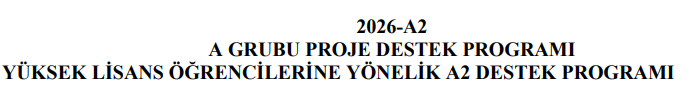 2026-A2
A GRUBU PROJE DESTEK PROGRAMI
YÜKSEK LİSANS ÖĞRENCİLERİNE YÖNELİK A2 DESTEK PROGRAMI